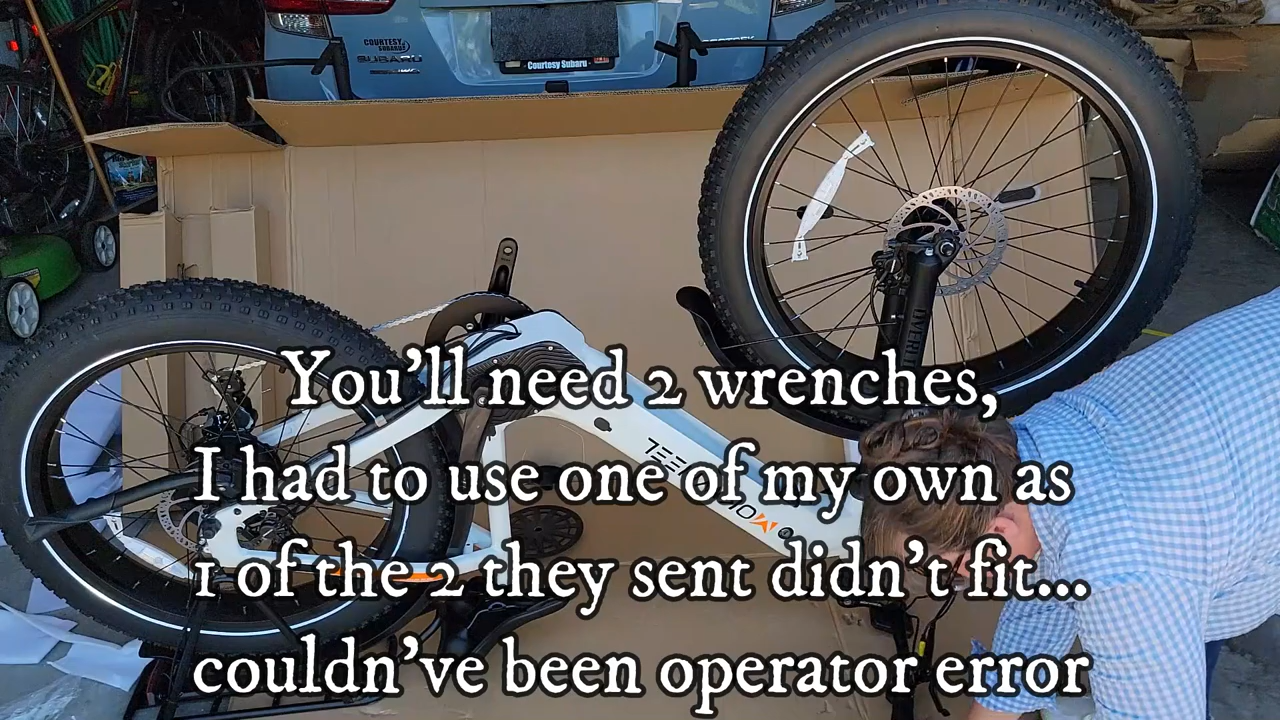 COURTESY
SUBARU
SUBARU
Courtesy Subaru
You'll need 2 wrenches,
I had to use one of my own as
1 of the 2 they sent didn't fit...
couldn've been operator error